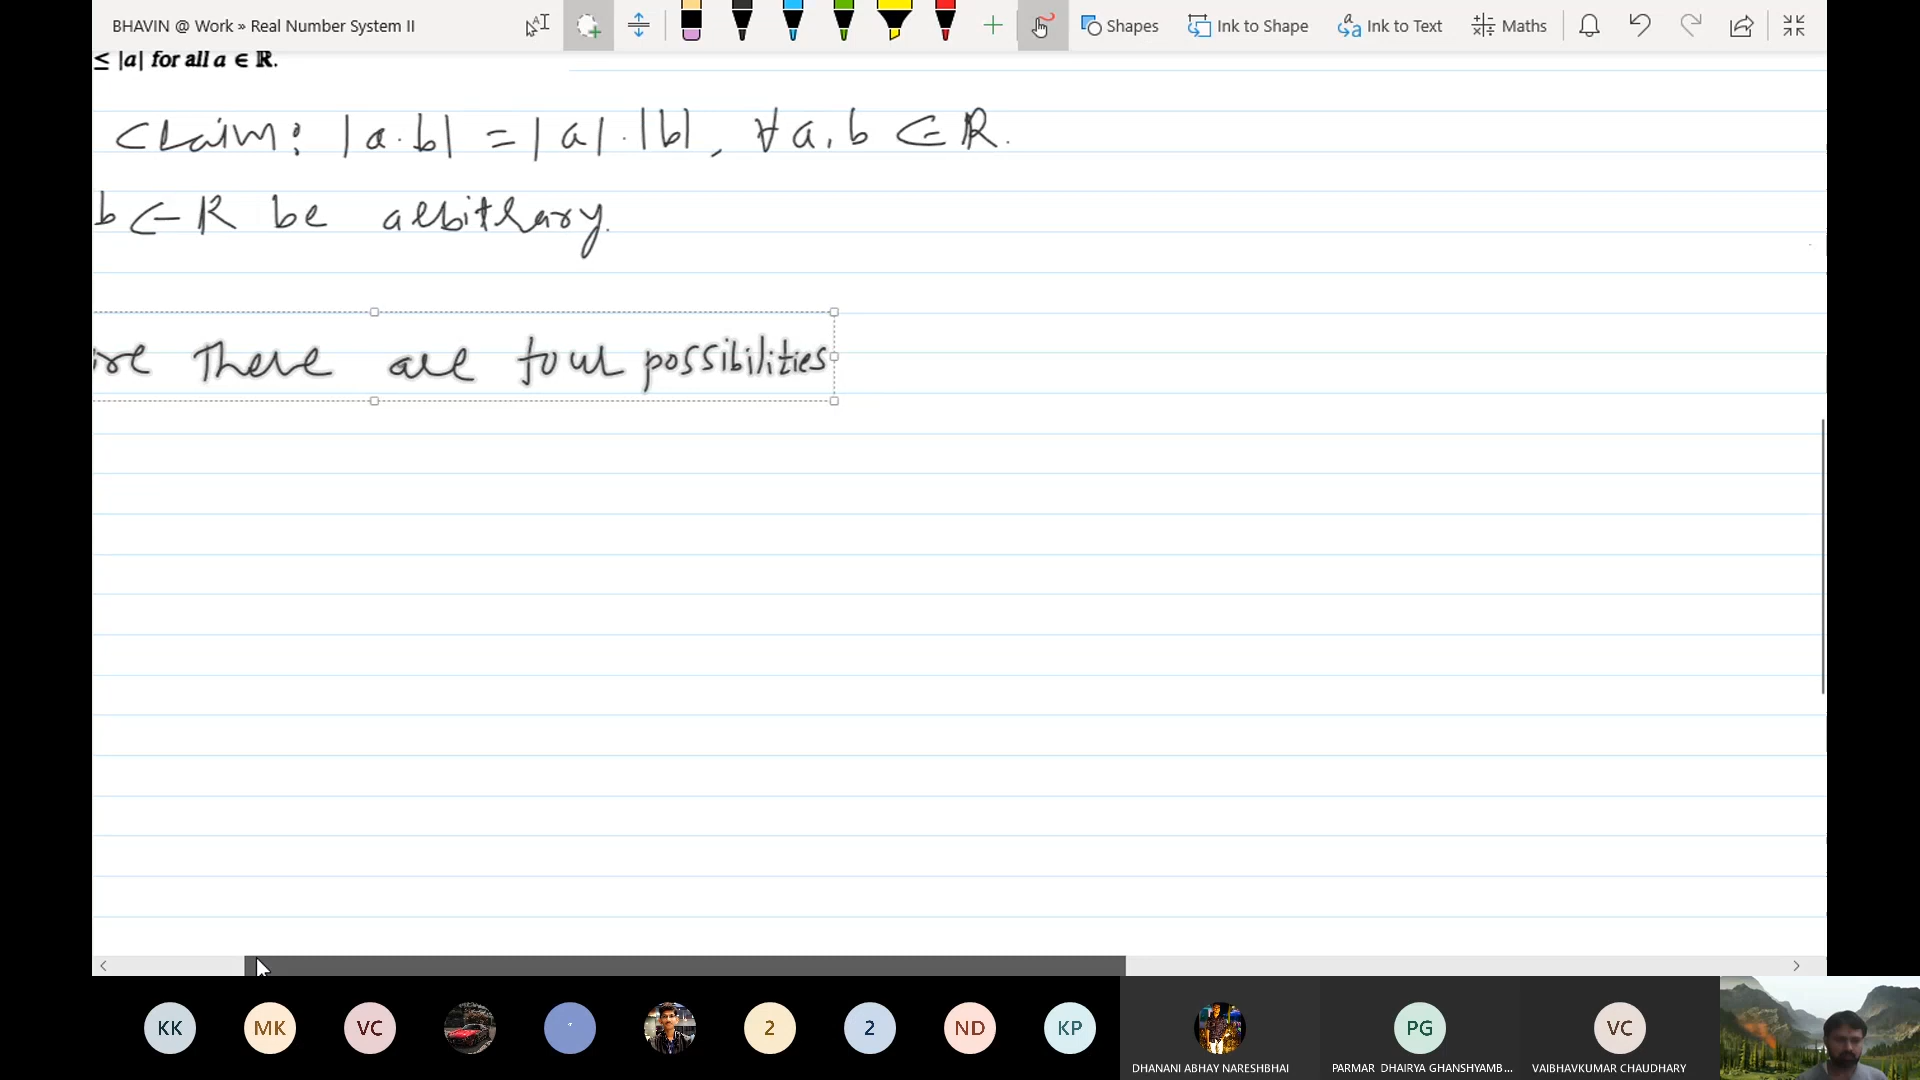 BHAVIN @ Work » Real Number System II
Shapes Ink to Shape Ink to Text Maths
≤ |a| for all a ∈ ℝ.
Claim: |a.b| = |a|.|b|, ∀ a, b ∈ R.
b ∈ R be arbitrary.
there are four possibilities
KK MK VC 2 2 ND KP PG VC
DHANANI ABHAY NARESHBHAI PARMAR DHAIRYA GHANSHYAMB... VAIBHAVKUMAR CHAUDHARY